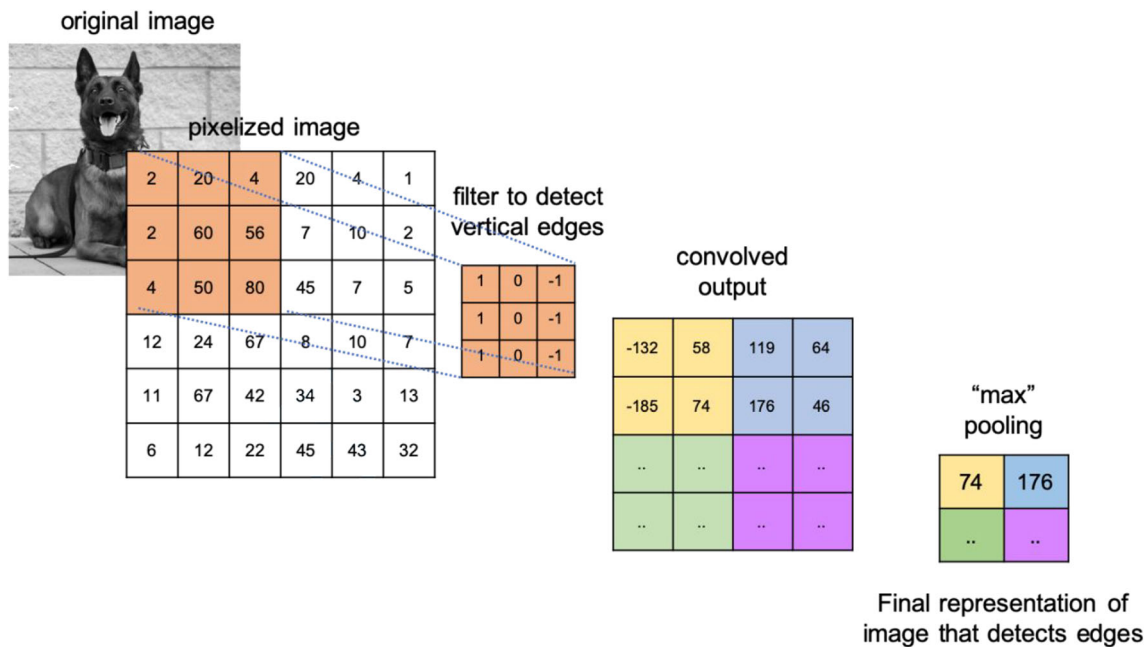 original image
pixelized image
2 20 4 20 4 1
2 60 56 7 10 2
4 50 80 45 7 5
12 24 67 8 10 7
11 67 42 34 3 13
6 12 22 45 43 32
filter to detect
vertical edges
1 0 -1
1 0 -1
1 0 -1
convolved
output
-132 58 119 64
-185 74 176 46
.. .. .. ..
.. .. .. ..
“max”
pooling
74 176
.. ..
Final representation of
image that detects edges